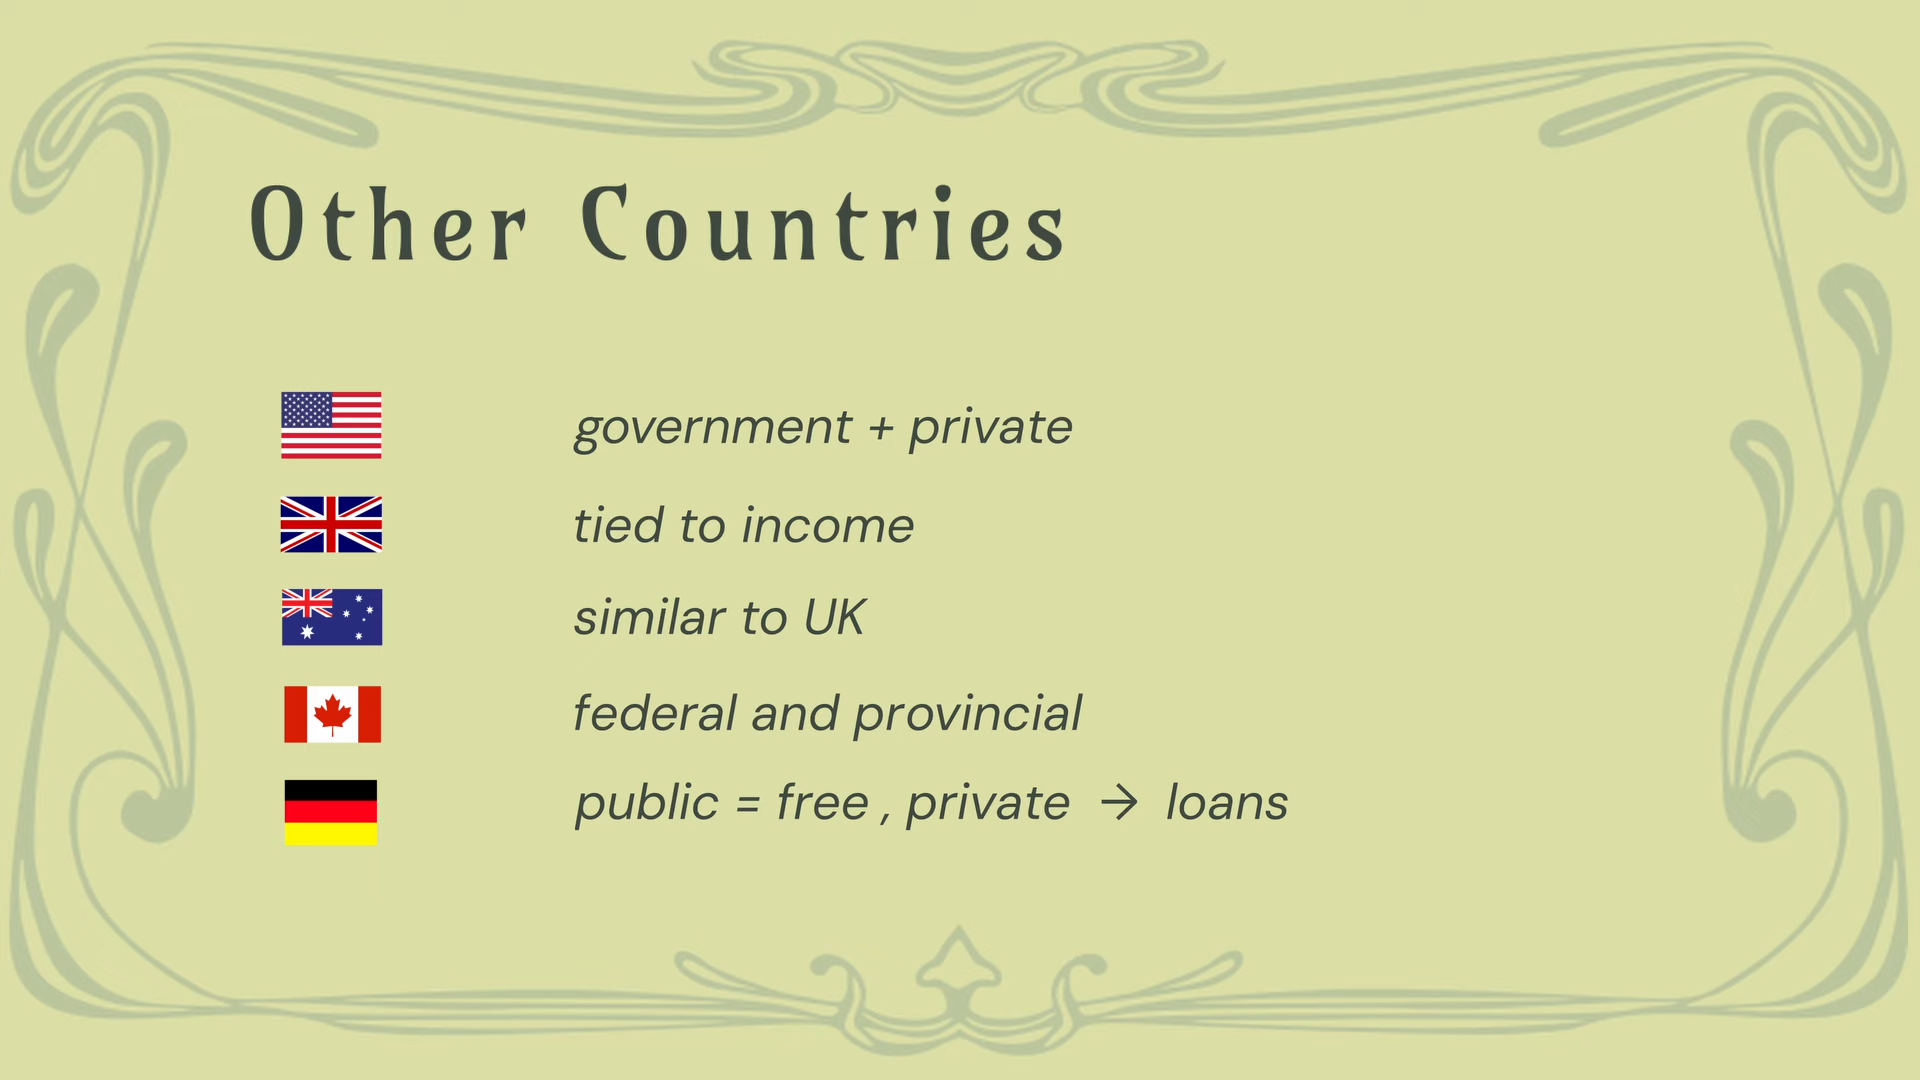 Other Countries
government + private
tied to income
similar to UK
federal and provincial
public = free , private → loans